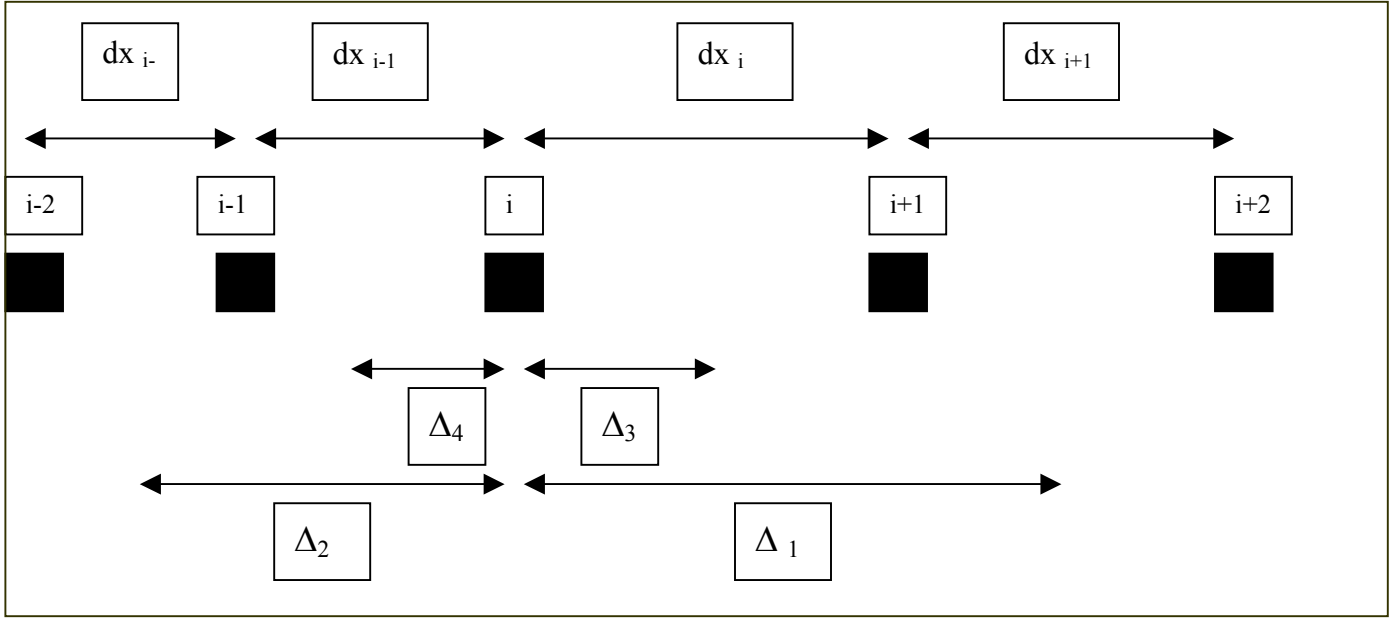 dx i-
dx i-1
dx i
dx i+1
i-2
i-1
i
i+1
i+2
Δ4
Δ3
Δ2
Δ 1